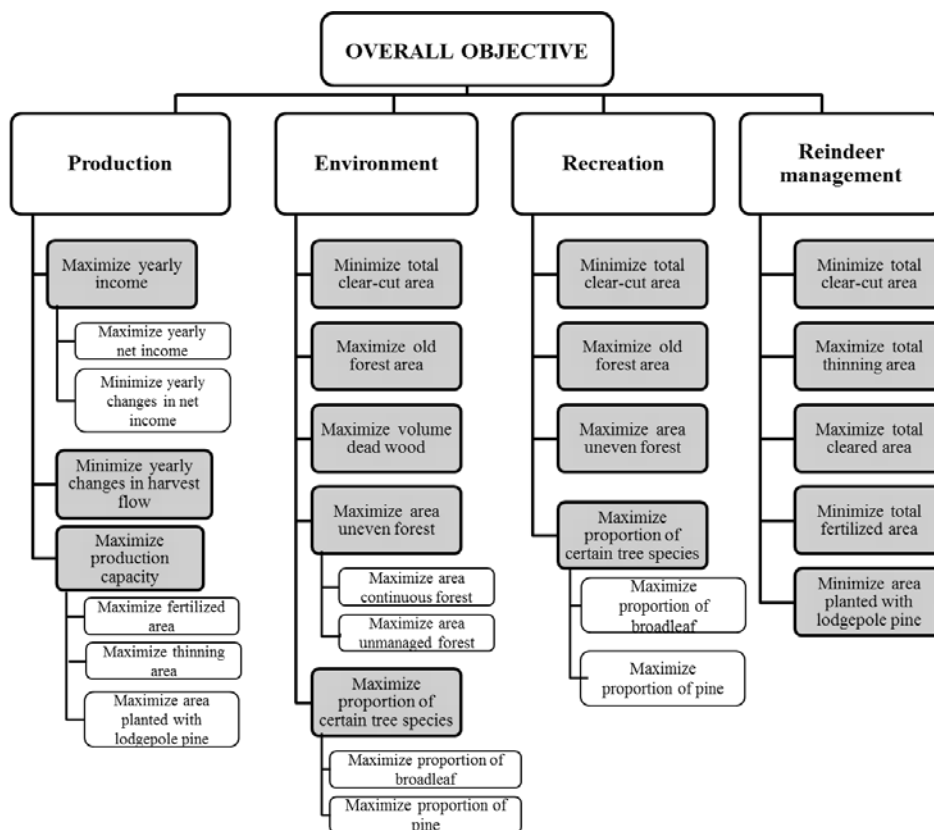 OVERALL OBJECTIVE
Production
Environment
Recreation
Reindeer
management
Maximize yearly
income
Maximize yearly
net income
Minimize yearly
changes in net
income
Minimize yearly
changes in harvest
flow
Maximize
production
capacity
Maximize fertilized
area
Maximize thinning
area
Maximize area
planted with
lodgepole pine
Minimize total
clear-cut area
Maximize old
forest area
Maximize volume
dead wood
Maximize area
uneven forest
Maximize area
continuous forest
Maximize area
unmanaged forest
Maximize
proportion of
certain tree species
Maximize proportion of
broadleaf
Maximize proportion of
pine
Minimize total
clear-cut area
Maximize old
forest area
Maximize area
uneven forest
Maximize
proportion of
certain tree species
Maximize
proportion of
broadleaf
Maximize
proportion of pine
Minimize total
clear-cut area
Maximize total
thinning area
Maximize total
cleared area
Minimize total
fertilized area
Minimize area
planted with
lodgepole pine